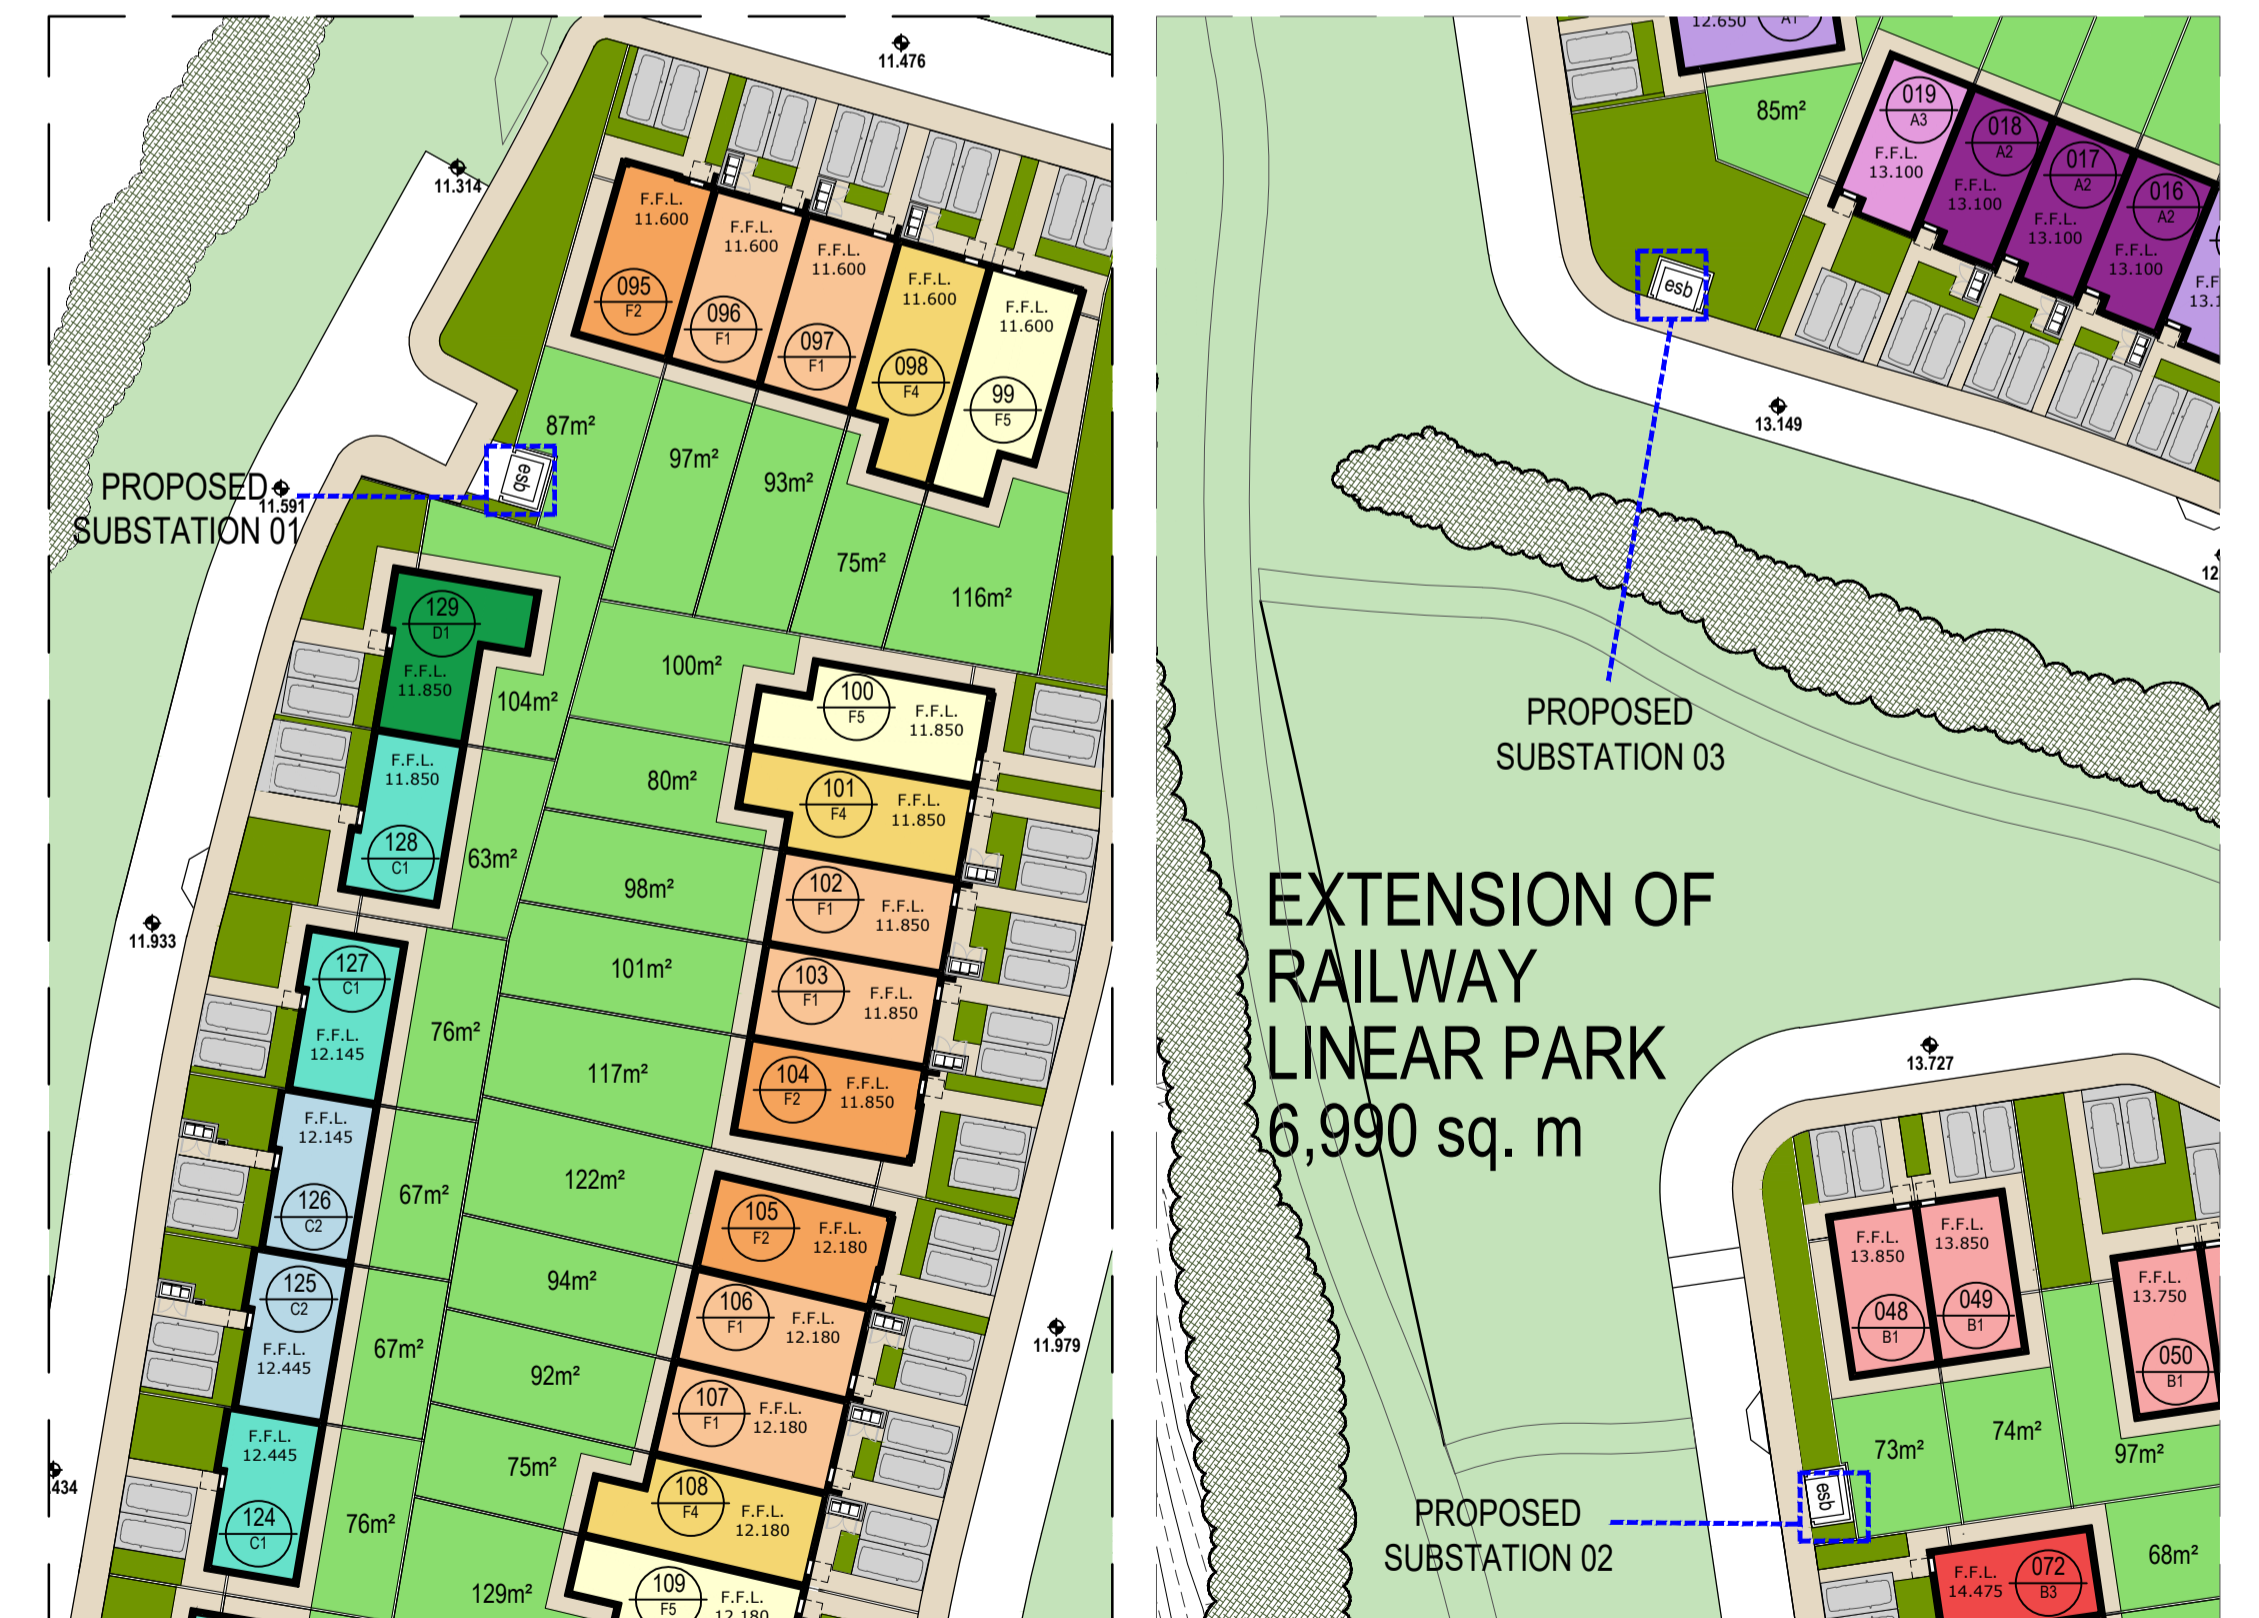 11.476
11.314
F.F.L.
11.600
095
F2
F.F.L.
11.600
096
F1
F.F.L.
11.600
097
F1
F.F.L.
11.600
098
F4
F.F.L.
11.600
99
F5
87m²
97m²
93m²
75m²
116m²
esb
PROPOSED
11.591
SUBSTATION 01
129
D1
F.F.L.
11.850
104m²
100m²
100
F5
F.F.L.
11.850
F.F.L.
11.850
128
C1
63m²
80m²
101
F4
F.F.L.
11.850
98m²
102
F1
F.F.L.
11.850
11.933
127
C1
F.F.L.
12.145
76m²
101m²
103
F1
F.F.L.
11.850
117m²
104
F2
F.F.L.
11.850
F.F.L.
12.145
126
C2
67m²
122m²
105
F2
F.F.L.
12.180
125
C2
F.F.L.
12.445
67m²
94m²
106
F1
F.F.L.
12.180
11.979
92m²
107
F1
F.F.L.
12.180
434
F.F.L.
12.445
124
C1
76m²
75m²
108
F4
F.F.L.
12.180
129m²
109
F5
F.F.L.
12.180
12.650
A1
85m²
019
A3
F.F.L.
13.100
018
A2
F.F.L.
13.100
017
A2
F.F.L.
13.100
016
A2
F.F.L.
13.100
esb
13.149
PROPOSED
SUBSTATION 03
EXTENSION OF
RAILWAY
LINEAR PARK
6,990 sq. m
13.727
F.F.L.
13.850
048
B1
F.F.L.
13.850
049
B1
F.F.L.
13.750
050
B1
73m²
74m²
97m²
esb
PROPOSED
SUBSTATION 02
F.F.L.
14.475
072
B3
68m²